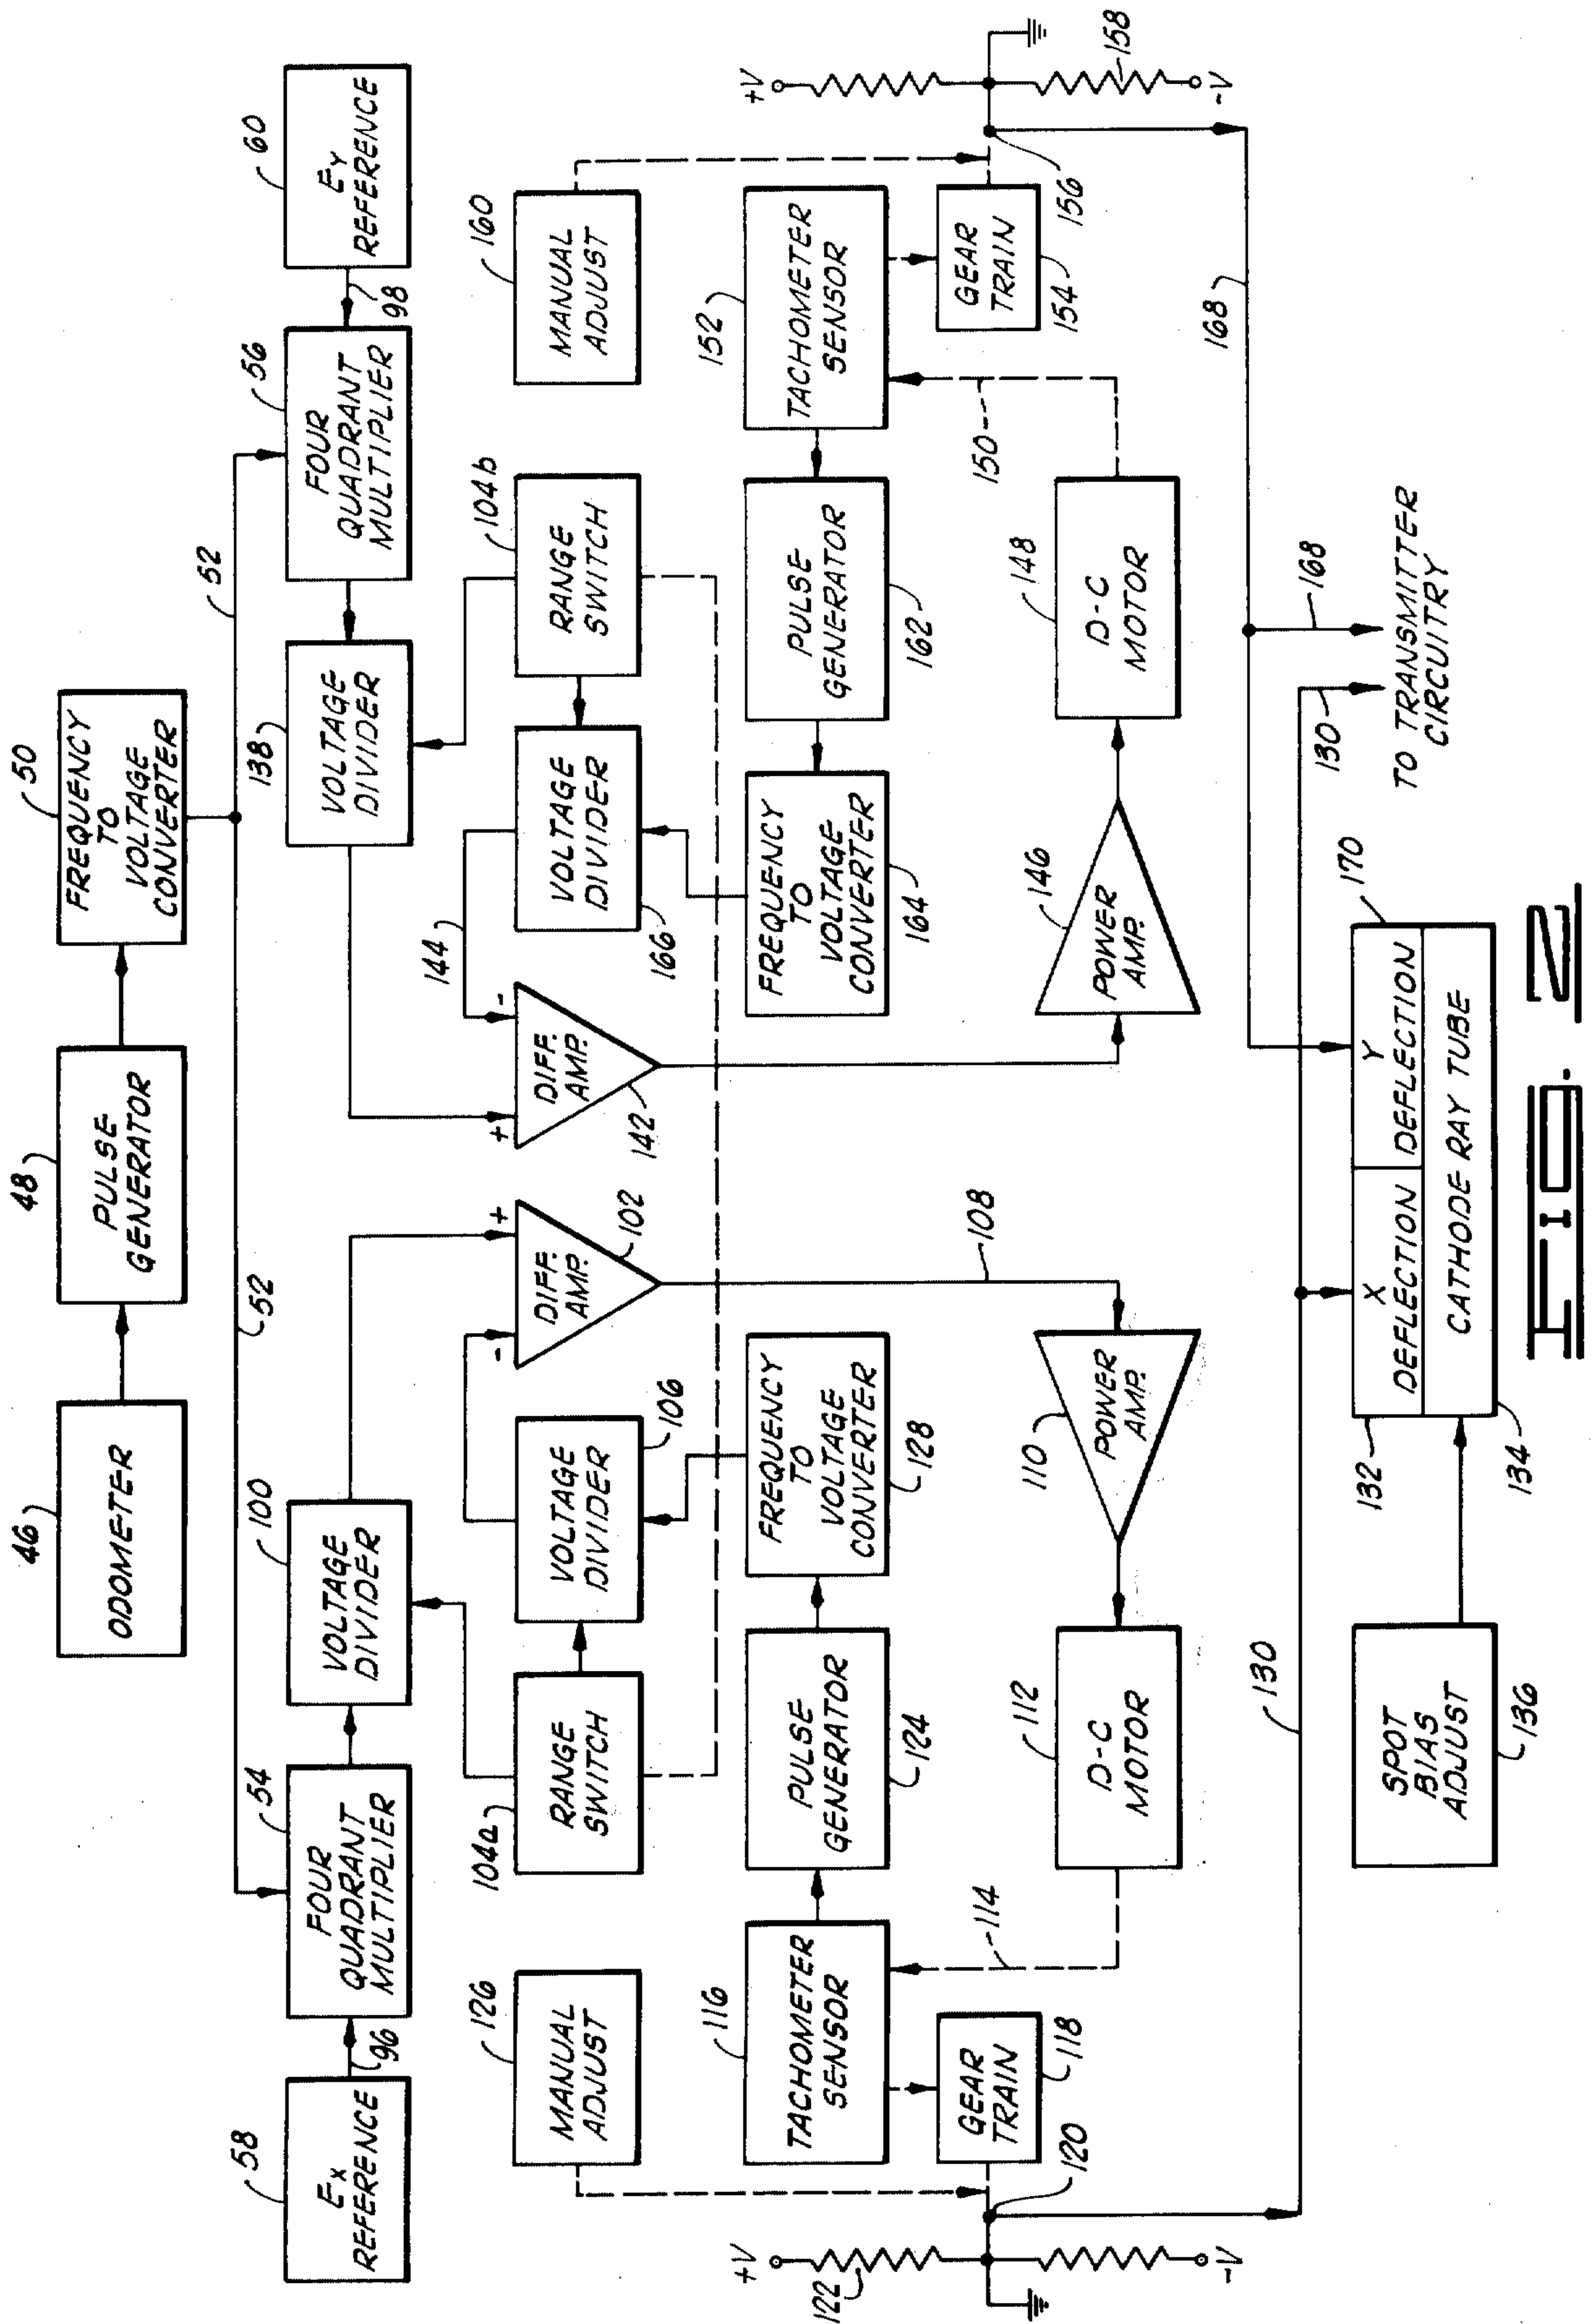 46
ODOMETER
48
PULSE
GENERATOR
50
FREQUENCY
TO
VOLTAGE
CONVERTER
52
52
58
EX
REFERENCE
96
54
FOUR
QUADRANT
MULTIPLIER
100
VOLTAGE
DIVIDER
138
VOLTAGE
DIVIDER
56
FOUR
QUADRANT
MULTIPLIER
98
60
EY
REFERENCE
126
MANUAL
ADJUST
104a
RANGE
SWITCH
106
VOLTAGE
DIVIDER
-
+
DIFF.
AMP.
102
+
-
DIFF.
AMP.
142
144
VOLTAGE
DIVIDER
166
104b
RANGE
SWITCH
160
MANUAL
ADJUST
116
TACHOMETER
SENSOR
PULSE
GENERATOR
124
FREQUENCY
TO
VOLTAGE
CONVERTER
128
108
FREQUENCY
TO
VOLTAGE
CONVERTER
164
PULSE
GENERATOR
162
152
TACHOMETER
SENSOR
+V
122
-V
120
GEAR
TRAIN
118
114
112
D-C
MOTOR
110
POWER
AMP.
146
POWER
AMP.
148
D-C
MOTOR
150
GEAR
TRAIN
154
156
+V
158
-V
130
168
130
168
TO TRANSMITTER
CIRCUITRY
SPOT
BIAS
ADJUST
136
132
X
DEFLECTION
Y
DEFLECTION
170
CATHODE RAY TUBE
134
FIG. 2